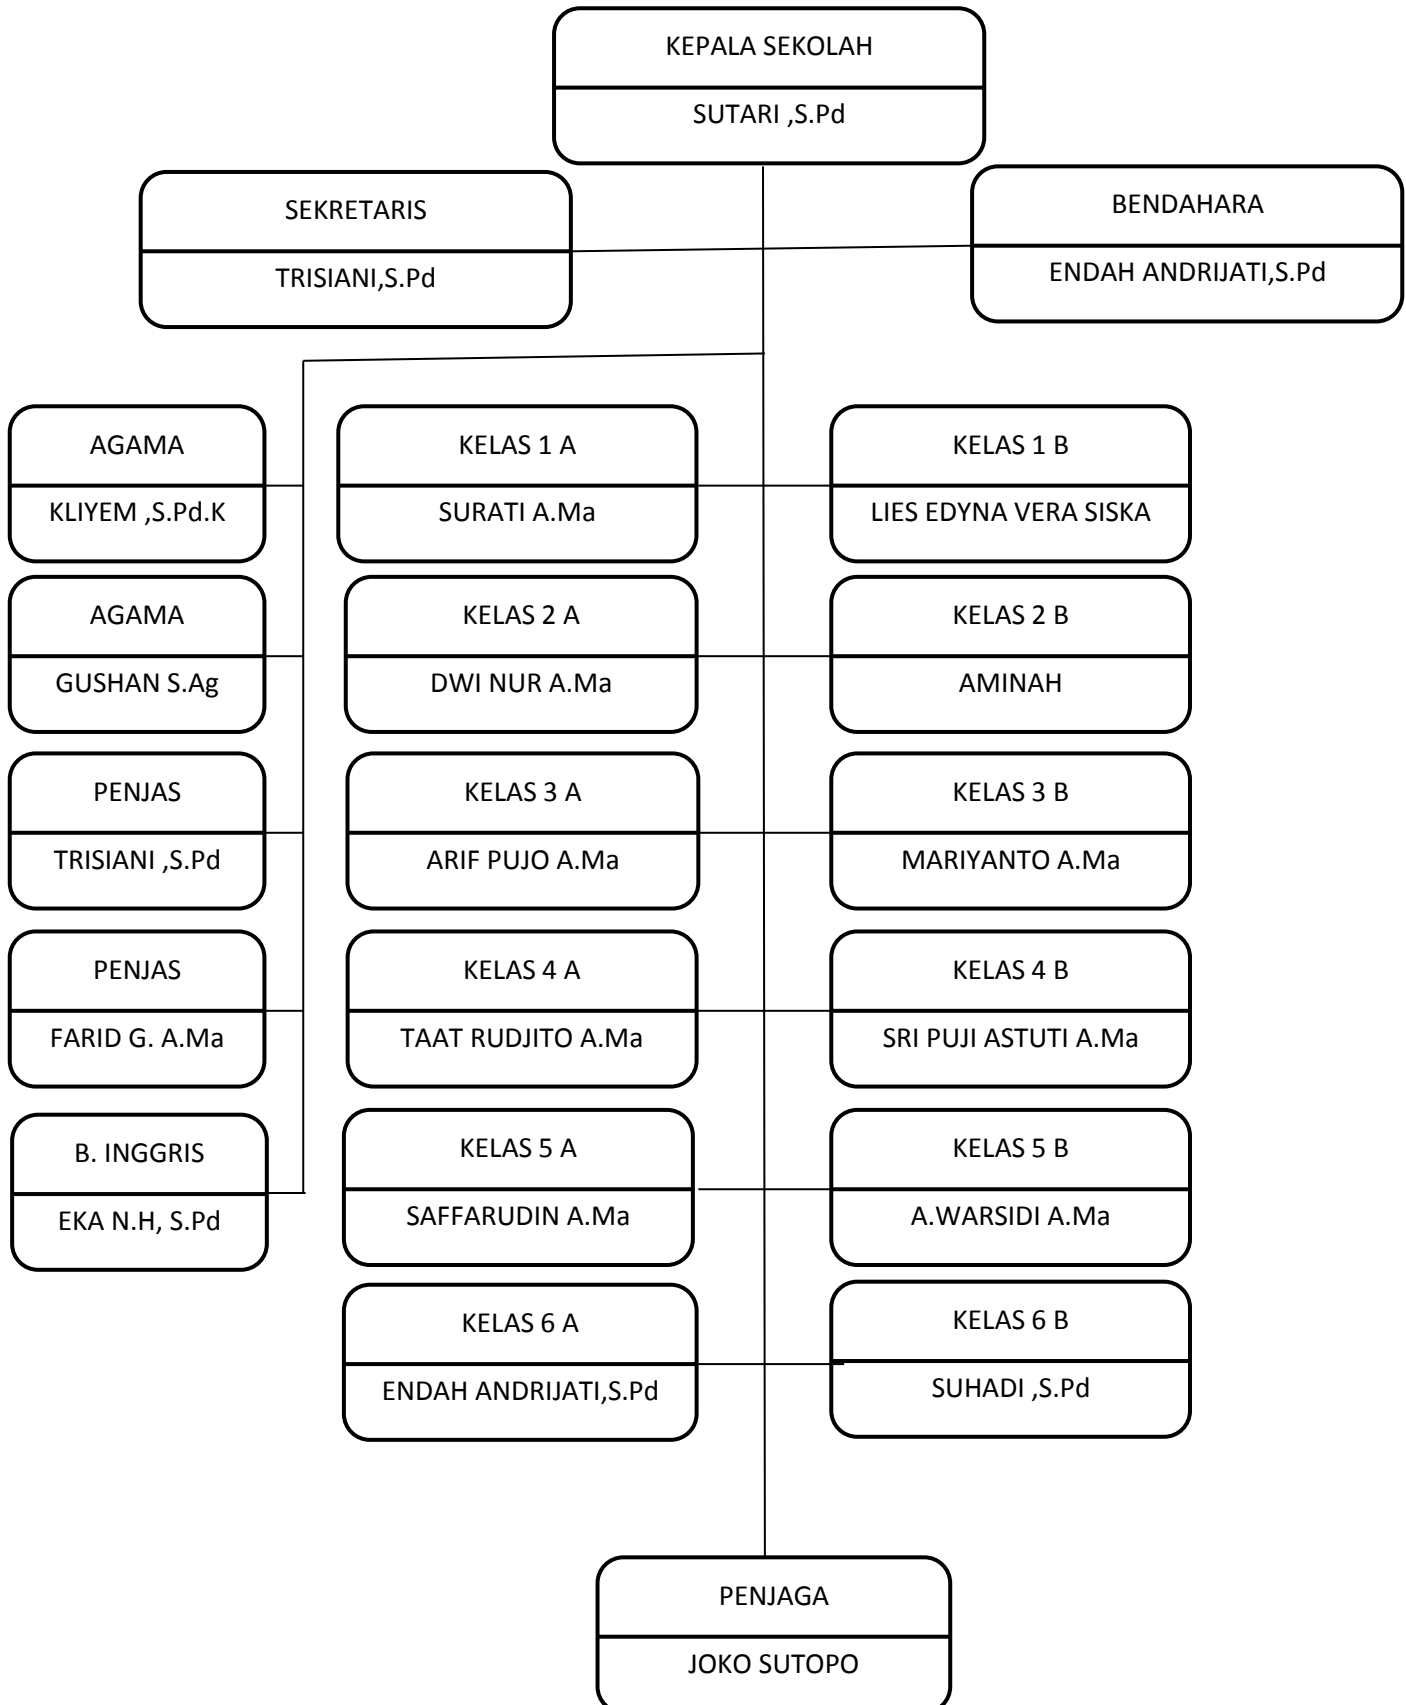 KEPALA SEKOLAH
SUTARI ,S.Pd
SEKRETARIS
TRISIANI,S.Pd
BENDAHARA
ENDAH ANDRIJATI,S.Pd
AGAMA
KLIYEM ,S.Pd.K
KELAS 1 A
SURATI A.Ma
KELAS 1 B
LIES EDYNA VERA SISKA
AGAMA
GUSHAN S.Ag
KELAS 2 A
DWI NUR A.Ma
KELAS 2 B
AMINAH
PENJAS
TRISIANI ,S.Pd
KELAS 3 A
ARIF PUJO A.Ma
KELAS 3 B
MARIYANTO A.Ma
PENJAS
FARID G. A.Ma
KELAS 4 A
TAAT RUDJITO A.Ma
KELAS 4 B
SRI PUJI ASTUTI A.Ma
B. INGGRIS
EKA N.H, S.Pd
KELAS 5 A
SAFFARUDIN A.Ma
KELAS 5 B
A.WARSIDI A.Ma
KELAS 6 A
ENDAH ANDRIJATI,S.Pd
KELAS 6 B
SUHADI ,S.Pd
PENJAGA
JOKO SUTOPO